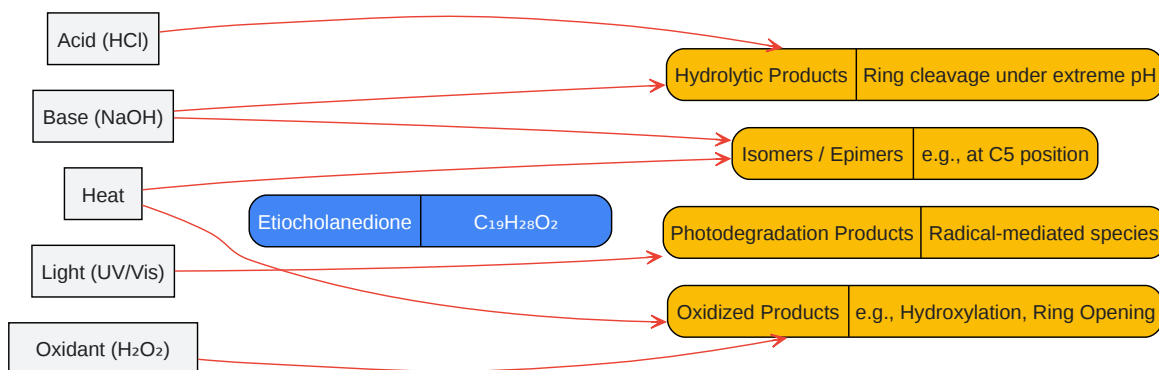 Acid (HCl)
Hydrolytic Products
Ring cleavage under extreme pH
Base (NaOH)
Isomers / Epimers
e.g., at C5 position
Heat
Etiocholanedione
C₁₉H₂₈O₂
Photodegradation Products
Radical-mediated species
Light (UV/Vis)
Oxidized Products
e.g., Hydroxylation, Ring Opening
Oxidant (H₂O₂)